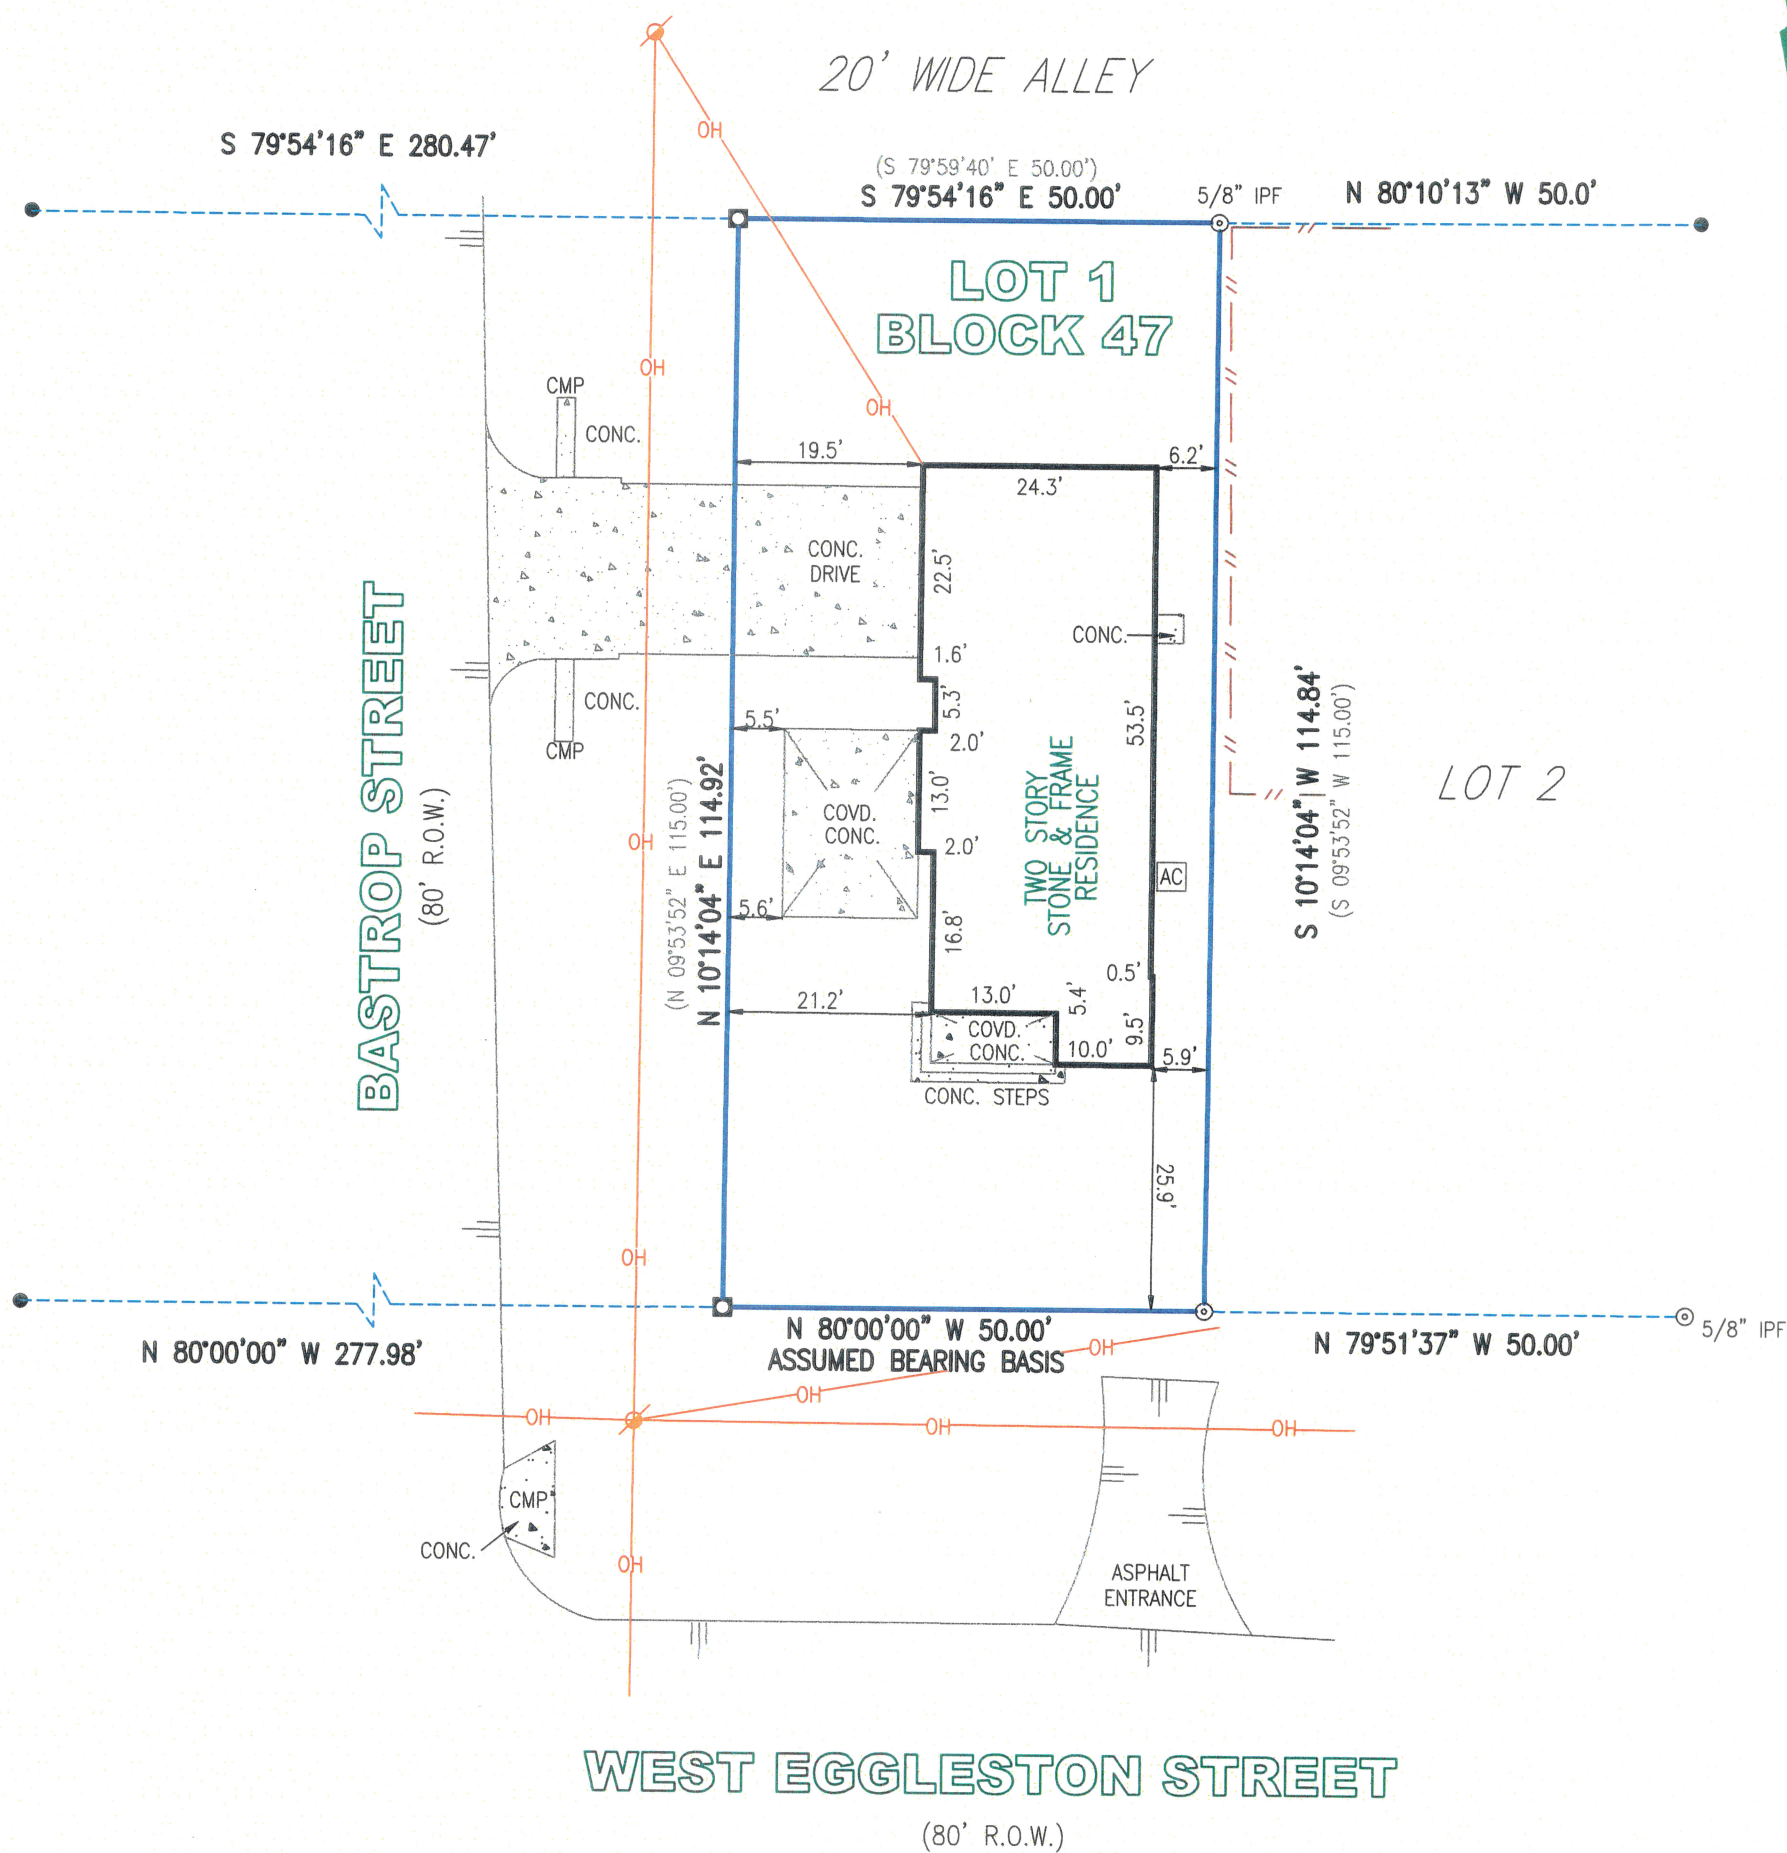 20' WIDE ALLEY
OH
S 79°54'16" E 280.47'
(S 79°59'40' E 50.00')
S 79°54'16" E 50.00'
5/8" IPF
N 80°10'13" W 50.0'
LOT 1
BLOCK 47
OH
CMP
CONC.
OH
19.5'
6.2'
24.3'
CONC.
DRIVE
22.5'
CONC.
1.6'
CONC.
CMP
5.3'
5.5'
2.0'
53.5'
BASTROP STREET
(80' R.O.W.)
OH
(N 09°53'52" E 115.00')
N 10°14'04" E 114.92'
COVD.
CONC.
13.0'
2.0'
TWO STORY
STONE & FRAME
RESIDENCE
S 10°14'04" W 114.84'
(S 09°53'52" W 115.00')
LOT 2
AC
5.6'
16.8'
0.5'
21.2'
13.0'
5.4'
9.5'
COVD.
CONC.
10.0'
5.9'
CONC. STEPS
25.9'
OH
N 80°00'00" W 277.98'
N 80°00'00" W 50.00'
ASSUMED BEARING BASIS
OH
N 79°51'37" W 50.00'
5/8" IPF
OH
OH
OH
OH
CMP
CONC.
OH
ASPHALT
ENTRANCE
WEST EGGLESTON STREET
(80' R.O.W.)